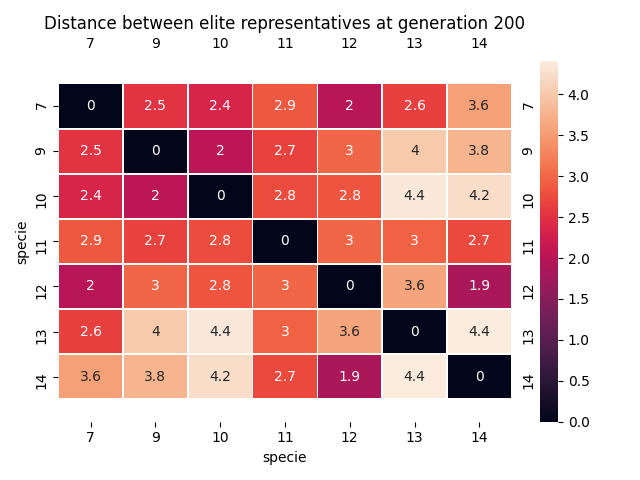 Distance between elite representatives at generation 200
7 9 10 11 12 13 14
7 0 2.5 2.4 2.9 2 2.6 3.6 7
9 2.5 0 2 2.7 3 4 3.8 9
10 2.4 2 0 2.8 2.8 4.4 4.2 10
11 2.9 2.7 2.8 0 3 3 2.7 11
12 2 3 2.8 3 0 3.6 1.9 12
13 2.6 4 4.4 3 3.6 0 4.4 13
14 3.6 3.8 4.2 2.7 1.9 4.4 0 14
7 9 10 11 12 13 14
specie
specie
4.0
3.5
3.0
2.5
2.0
1.5
1.0
0.5
0.0